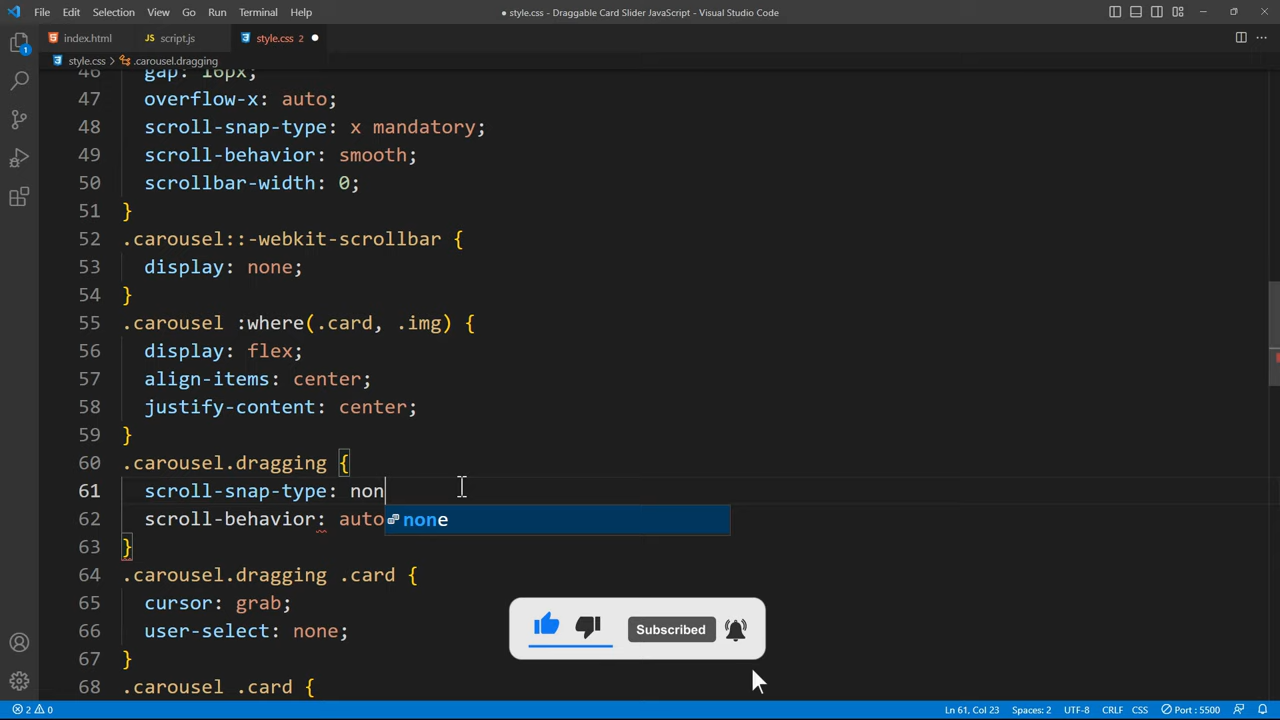 File Edit Selection View Go Run Terminal Help
● style.css - Draggable Card Slider JavaScript - Visual Studio Code
index.html
JS script.js
style.css 2 ●
style.css > .carousel.dragging
1
46 gap: 16px;
47 overflow-x: auto;
48 scroll-snap-type: x mandatory;
49 scroll-behavior: smooth;
50 scrollbar-width: 0;
51 }
52 .carousel::-webkit-scrollbar {
53 display: none;
54 }
55 .carousel :where(.card, .img) {
56 display: flex;
57 align-items: center;
58 justify-content: center;
59 }
60 .carousel.dragging {
61 scroll-snap-type: non
62 scroll-behavior: auto
none
63 }
64 .carousel.dragging .card {
65 cursor: grab;
66 user-select: none;
67 }
68 .carousel .card {
Subscribed
2 0
Ln 61, Col 23 Spaces: 2 UTF-8 CRLF CSS Port : 5500